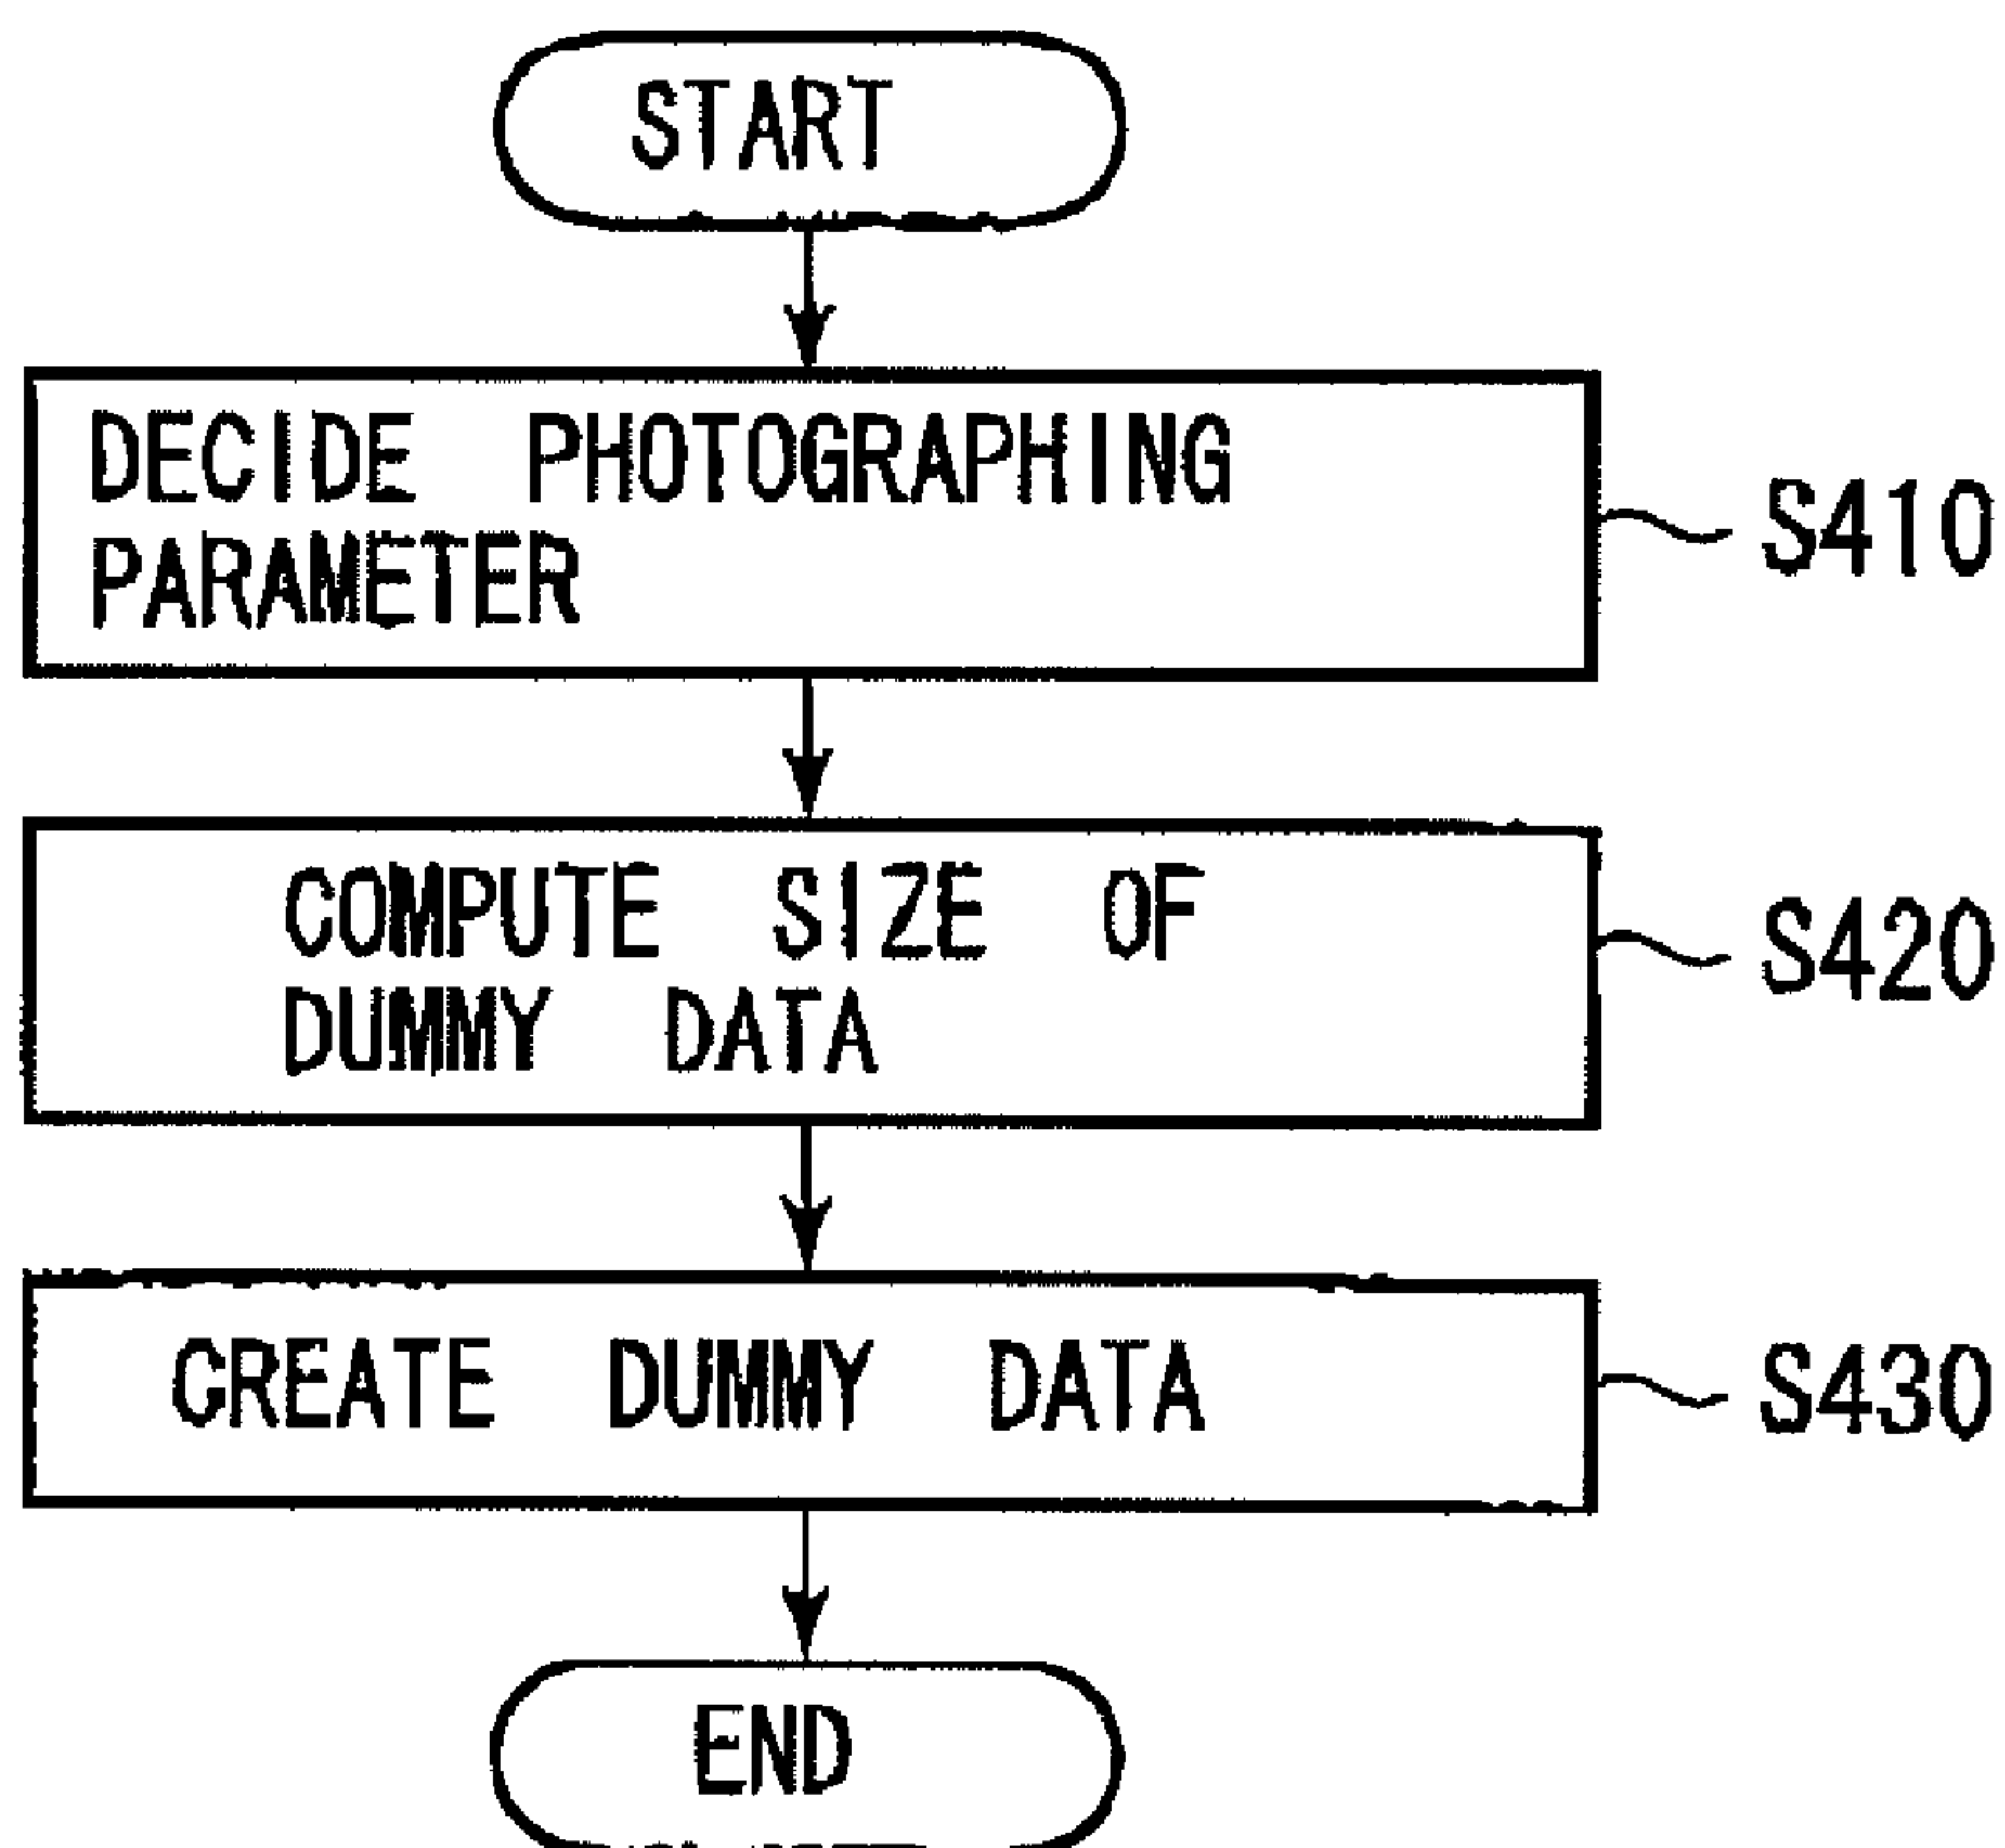 START
DECIDE PHOTOGRAPHING
PARAMETER
S410
COMPUTE SIZE OF
DUMMY DATA
S420
CREATE DUMMY DATA
S430
END